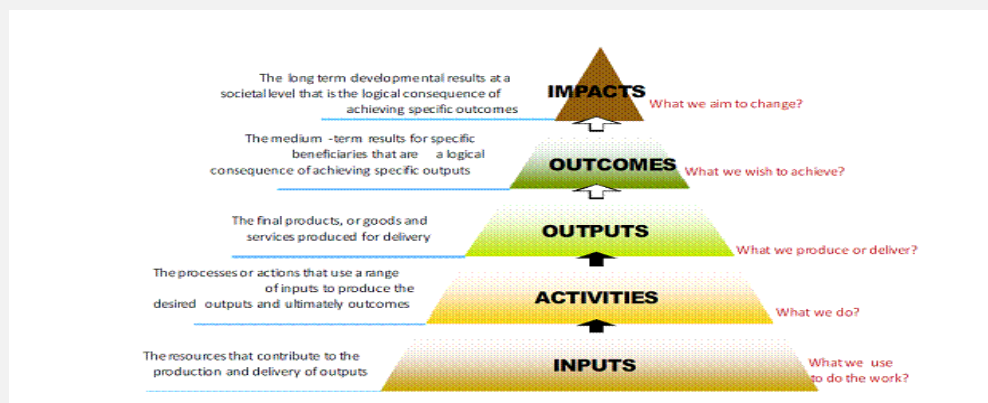 The long term developmental results at a
societal level that is the logical consequence of
achieving specific outcomes
IMPACTS
What we aim to change?
The medium -term results for specific
beneficiaries that are a logical
consequence of achieving specific outputs
OUTCOMES
What we wish to achieve?
The final products, or goods and
services produced for delivery
OUTPUTS
What we produce or deliver?
The processes or actions that use a range
of inputs to produce the
desired outputs and ultimately outcomes
ACTIVITIES
What we do?
The resources that contribute to the
production and delivery of outputs
INPUTS
What we use
to do the work?